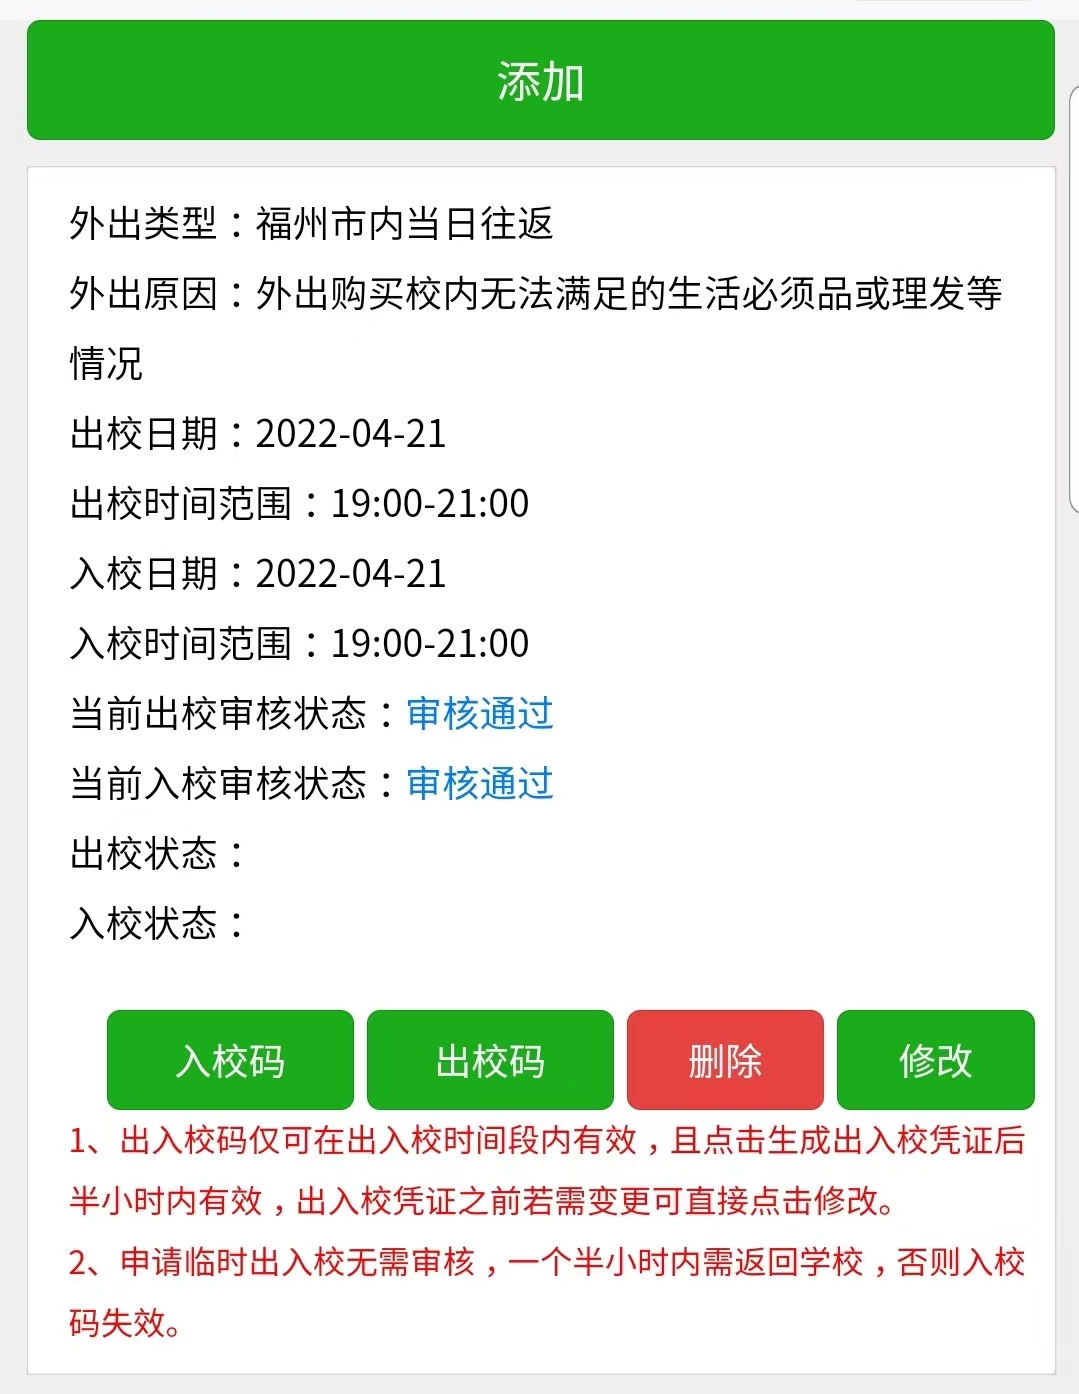 添加
外出类型：福州市内当日往返
外出原因：外出购买校内无法满足的生活必须品或理发等
情况
出校日期：2022-04-21
出校时间范围：19:00-21:00
入校日期：2022-04-21
入校时间范围：19:00-21:00
当前出校审核状态：审核通过
当前入校审核状态：审核通过
出校状态：
入校状态：
入校码 出校码 删除 修改
1、出入校码仅可在出入校时间段内有效，且点击生成出入校凭证后
半小时内有效，出入校凭证之前若需变更可直接点击修改。
2、申请临时出入校无需审核，一个半小时内需返回学校，否则入校
码失效。